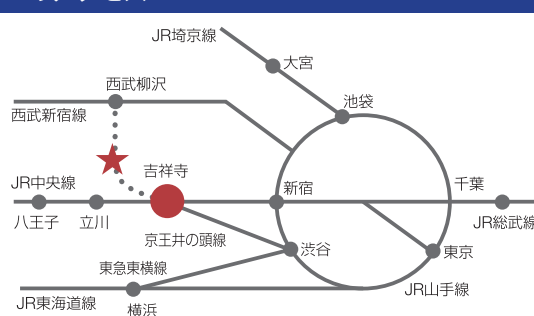 JR埼京線
大宮
西武柳沢
池袋
西武新宿線
吉祥寺
JR中央線
新宿
千葉
八王子
立川
JR総武線
京王井の頭線
渋谷
東京
東急東横線
JR東海道線
横浜
JR山手線